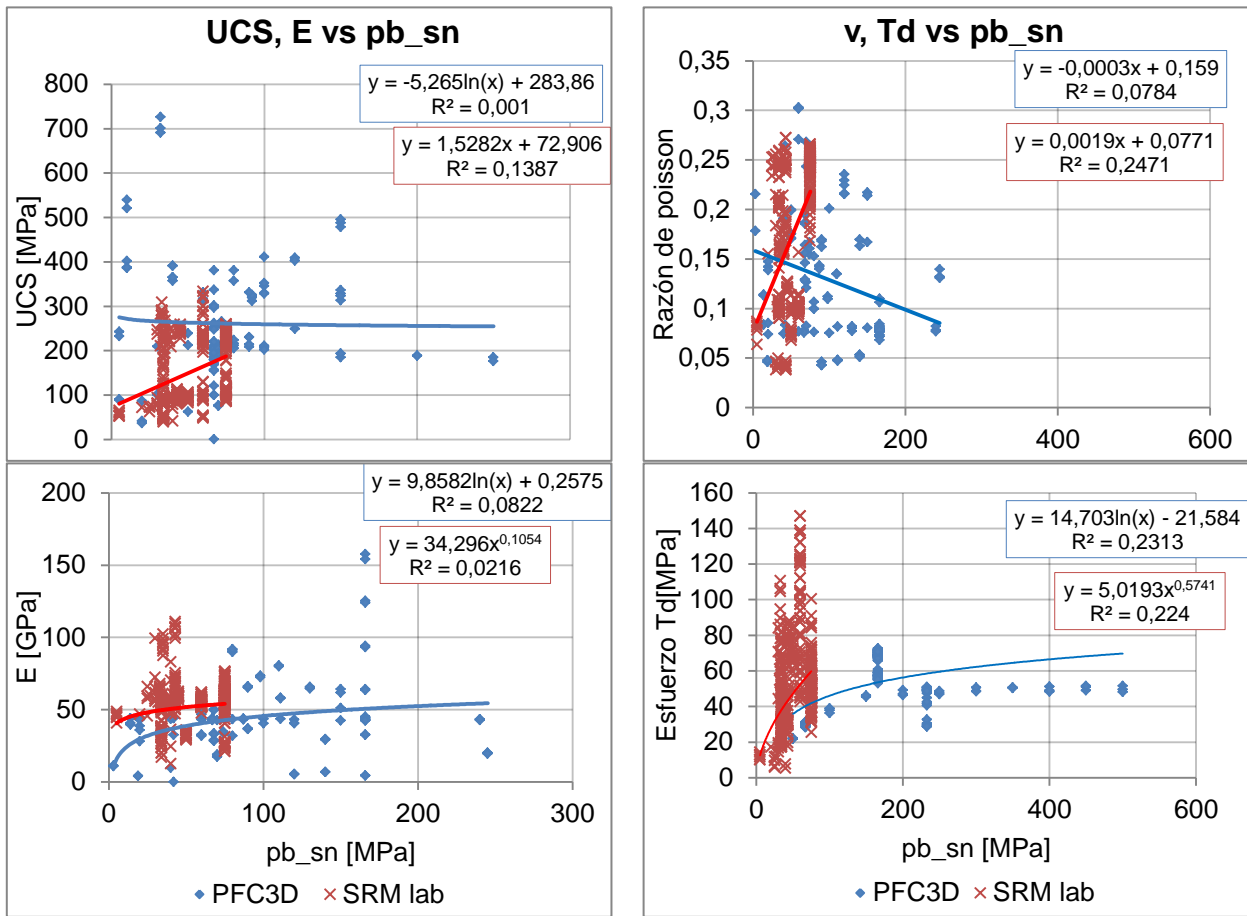 UCS, E vs pb_sn
y = -5,265ln(x) + 283,86
R² = 0,001
y = 1,5282x + 72,906
R² = 0,1387
UCS [MPa]
800
700
600
500
400
300
200
100
0
y = 9,8582ln(x) + 0,2575
R² = 0,0822
y = 34,296x^0,1054
R² = 0,0216
E [GPa]
200
150
100
50
0
0 100 200 300
pb_sn [MPa]
PFC3D SRM lab
v, Td vs pb_sn
y = -0,0003x + 0,159
R² = 0,0784
y = 0,0019x + 0,0771
R² = 0,2471
Razón de poisson
0,35
0,3
0,25
0,2
0,15
0,1
0,05
0
0 200 400 600
y = 14,703ln(x) - 21,584
R² = 0,2313
y = 5,0193x^0,5741
R² = 0,224
Esfuerzo Td[MPa]
160
140
120
100
80
60
40
20
0
0 200 400 600
pb_sn [MPa]
PFC3D SRM lab